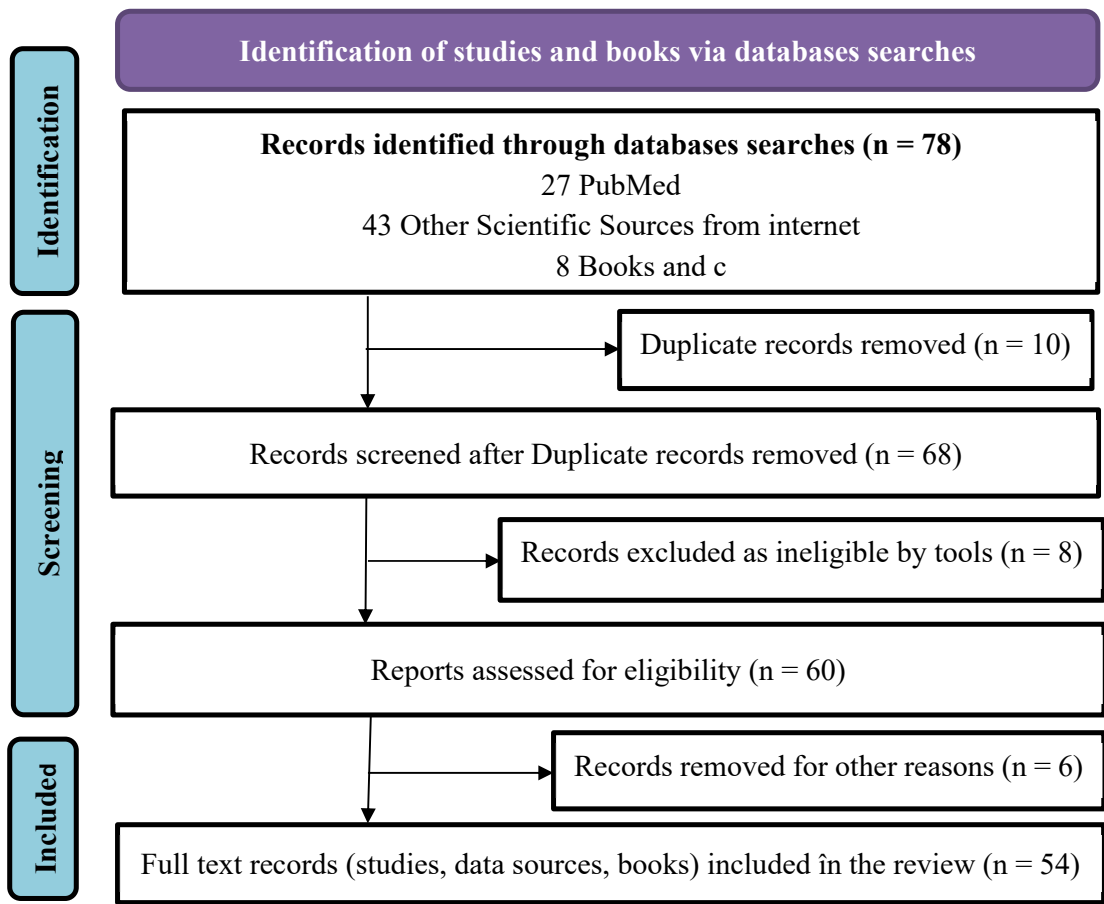 Identification of studies and books via databases searches
Identification
Records identified through databases searches (n = 78)
27 PubMed
43 Other Scientific Sources from internet
8 Books and c
Screening
Duplicate records removed (n = 10)
Records screened after Duplicate records removed (n = 68)
Records excluded as ineligible by tools (n = 8)
Reports assessed for eligibility (n = 60)
Included
Records removed for other reasons (n = 6)
Full text records (studies, data sources, books) included în the review (n = 54)